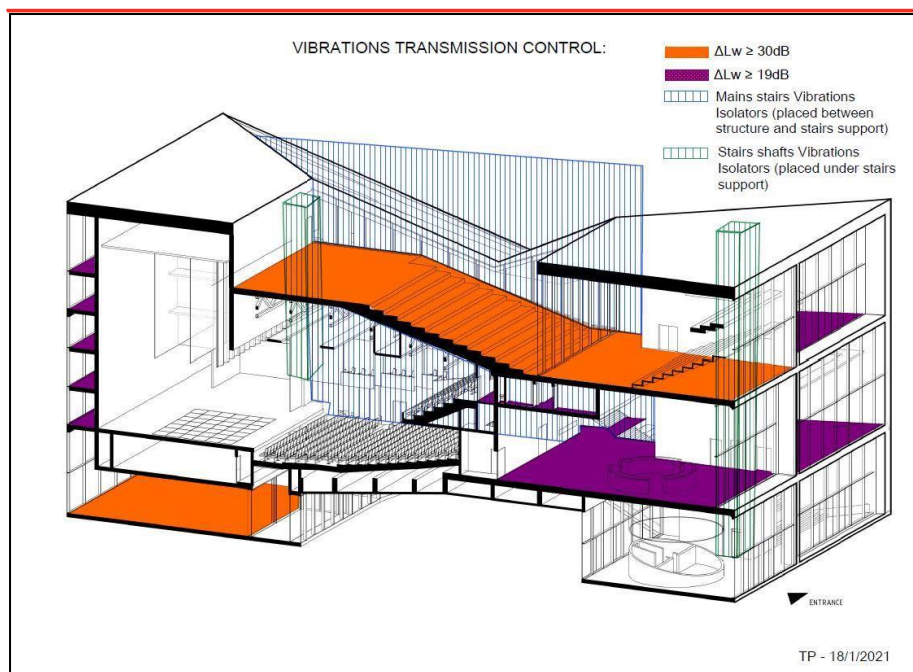 VIBRATIONS TRANSMISSION CONTROL:
ΔLw ≥ 30dB
ΔLw ≥ 19dB
Mains stairs Vibrations
Isolators (placed between
structure and stairs support)
Stairs shafts Vibrations
Isolators (placed under stairs
support)
ENTRANCE
TP - 18/1/2021